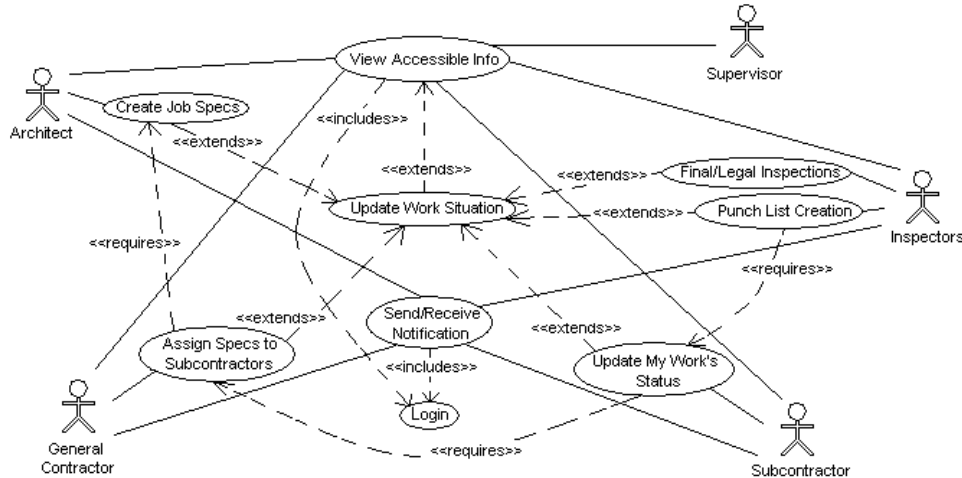 View Accessible Info
Supervisor
Architect
Create Job Specs
<<includes>>
<<extends>>
<<extends>>
<<extends>>
Final/Legal Inspections
Update Work Situation
<<extends>>
Punch List Creation
Inspectors
<<requires>>
<<requires>>
Send/Receive
Notification
<<extends>>
<<extends>>
Assign Specs to
Subcontractors
Update My Work's
Status
<<includes>>
Login
General
Contractor
<<requires>>
Subcontractor